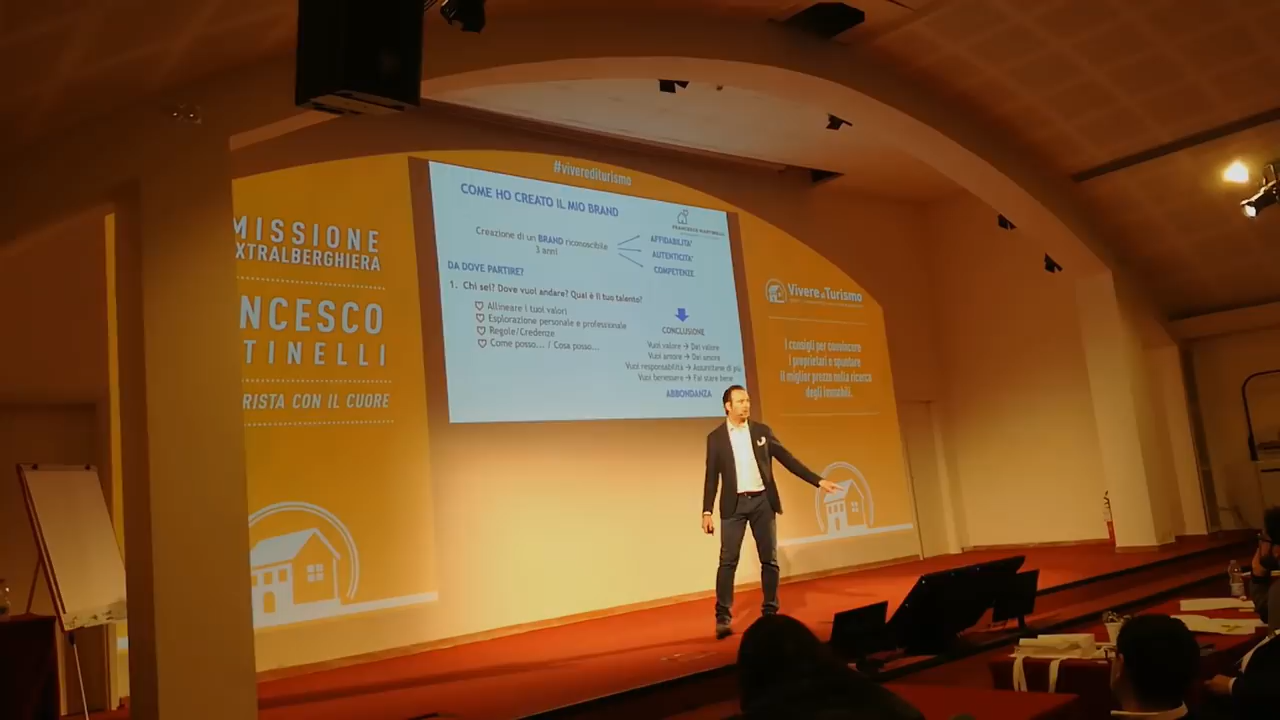 #viverediturismo
MISSIONE
XTRALBERGHIERA
NCESCO
TINELLI
RISTA CON IL CUORE
COME HO CREATO IL MIO BRAND
FRANCESCO MARTINELLI
Creazione di un BRAND riconoscibile
3 anni
AFFIDABILITA'
AUTENTICITA'
COMPETENZE
DA DOVE PARTIRE?
1. Chi sei? Dove vuoi andare? Qual è il tuo talento?
Allineare i tuoi valori
Esplorazione personale e professionale
Regole/Credenze
Come posso... / Cosa posso...
CONCLUSIONE
Vuoi valore → Dai valore
Vuoi amore → Dai amore
Vuoi responsabilità → Assumitene di più
Vuoi benessere → Fai stare bene
ABBONDANZA
Vivere di Turismo
I consigli per convincere
i proprietari e spuntare
il miglior prezzo nella ricerca
degli immobili.